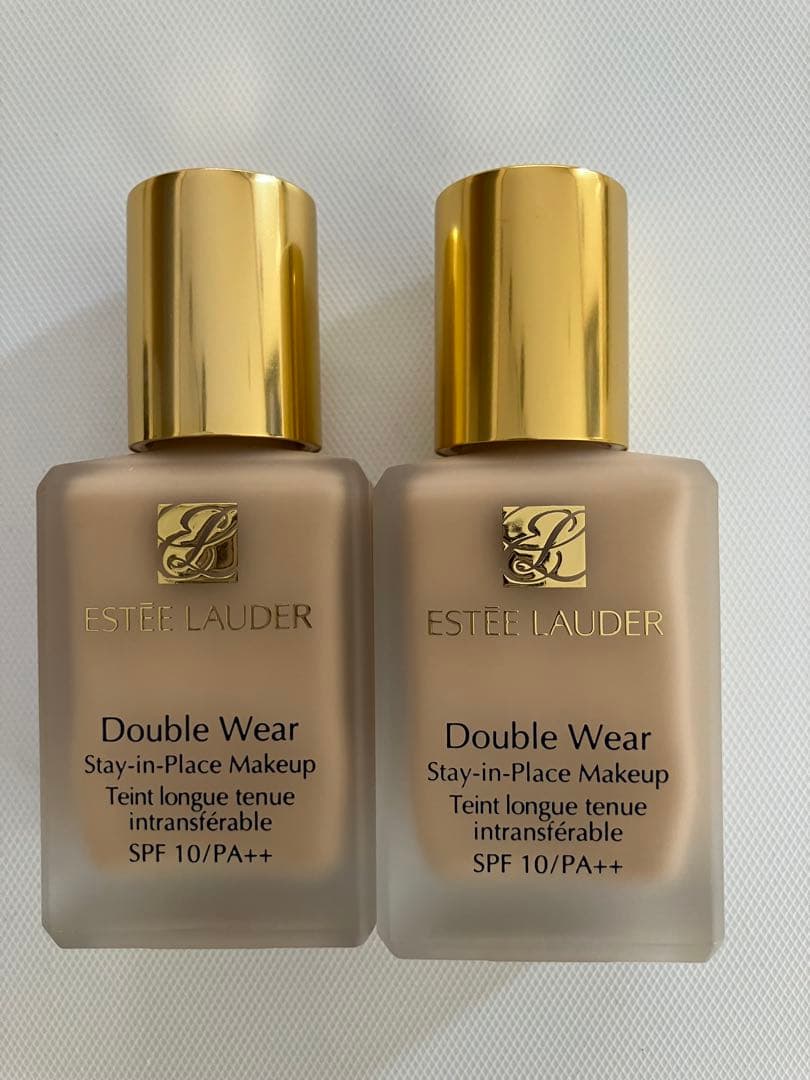 ESTĒE LAUDER
Double Wear
Stay-in-Place Makeup
Teint longue tenue
intransférable
SPF 10/PA++
ESTĒE LAUDER
Double Wear
Stay-in-Place Makeup
Teint longue tenue
intransférable
SPF 10/PA++